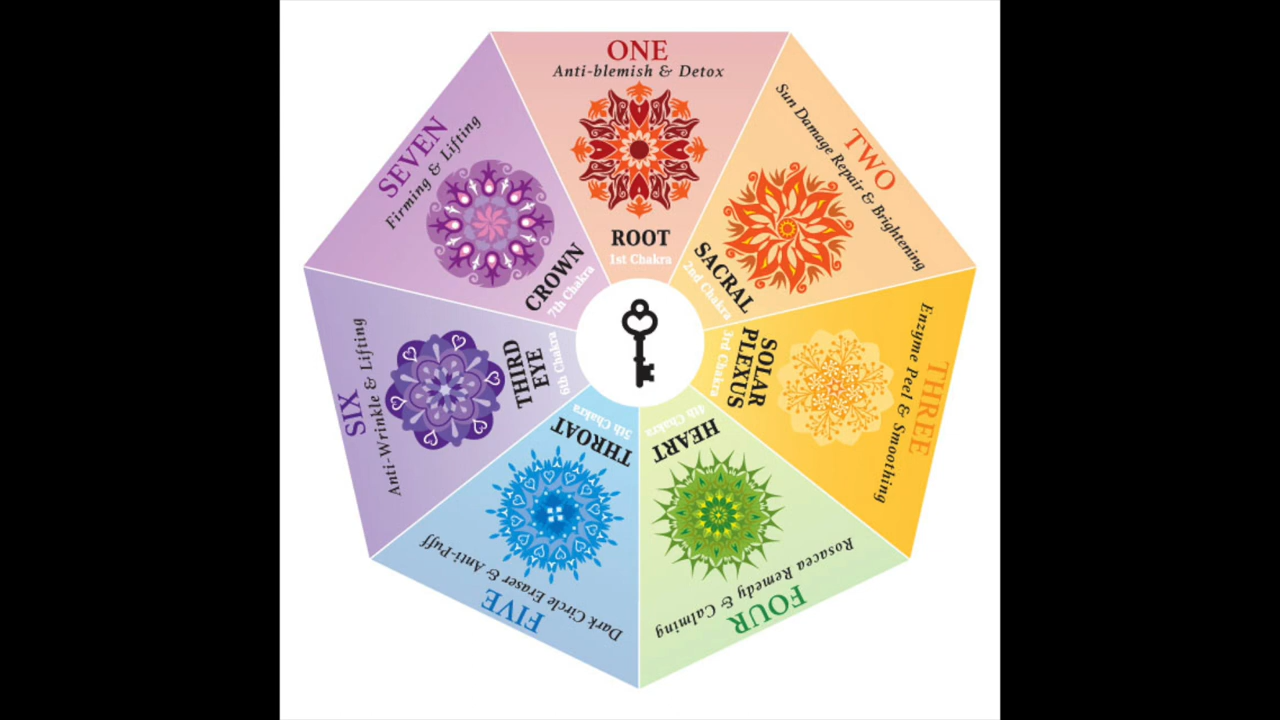 ONE
Anti-blemish & Detox
ROOT
1st Chakra
TWO
Sun Damage Repair & Brightening
SACRAL
2nd Chakra
THREE
Enzyme Peel & Smoothing
SOLAR
PLEXUS
3rd Chakra
FOUR
Rosacea Remedy & Calming
HEART
4th Chakra
FIVE
Dark Circle Eraser & Anti-Puff
THROAT
5th Chakra
SIX
Anti-Wrinkle & Lifting
THIRD
EYE
6th Chakra
SEVEN
Firming & Lifting
CROWN
7th Chakra